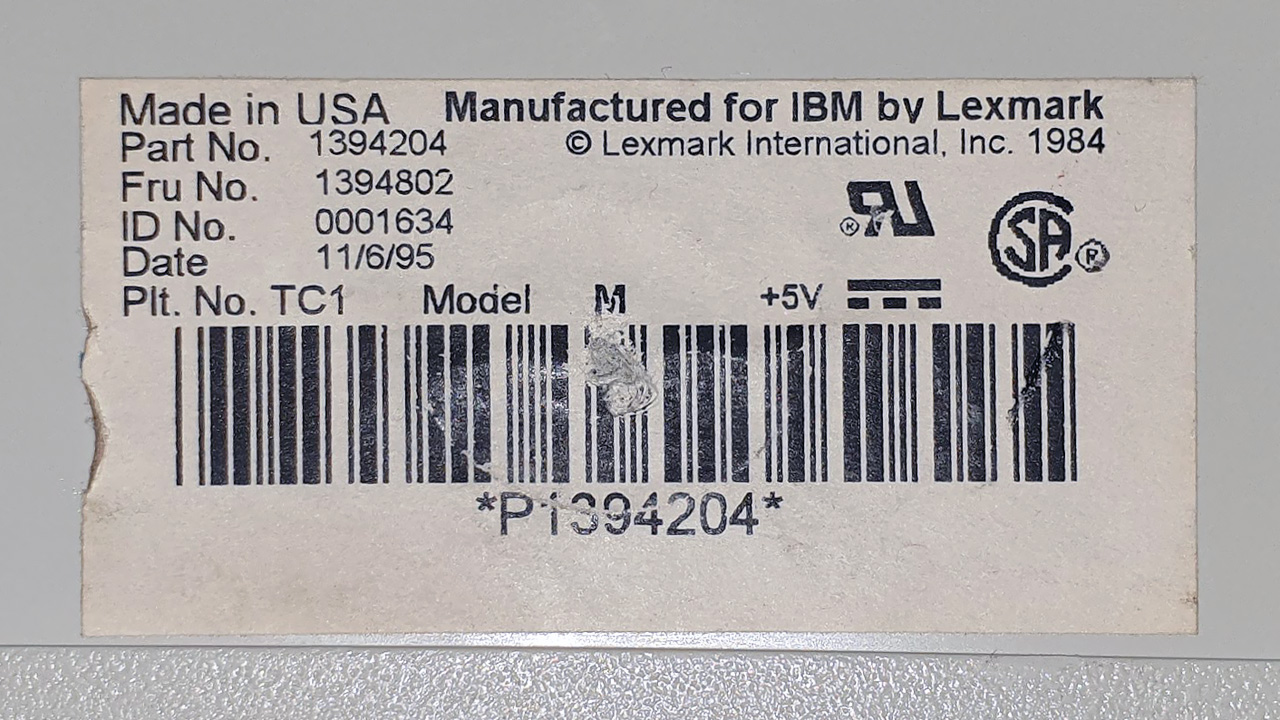 Made in USA Manufactured for IBM by Lexmark
Part No. 1394204 © Lexmark International, Inc. 1984
Fru No. 1394802
ID No. 0001634
Date 11/6/95
Plt. No. TC1 Model M +5V
*P1394204*